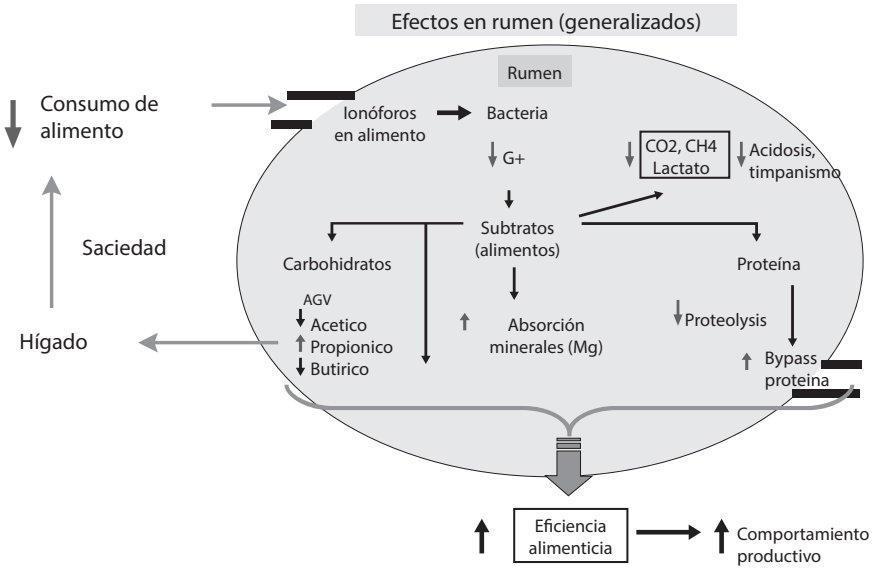 Efectos en rumen (generalizados)
Rumen
Consumo de
alimento
Ionóforos
en alimento
Bacteria
G+
CO2, CH4
Lactato
Acidosis,
timpanismo
Subtratos
(alimentos)
Saciedad
Carbohidratos
Proteína
AGV
Acetico
Propionico
Butirico
Absorción
minerales (Mg)
Proteolysis
Hígado
Bypass
proteina
Eficiencia
alimenticia
Comportamiento
productivo